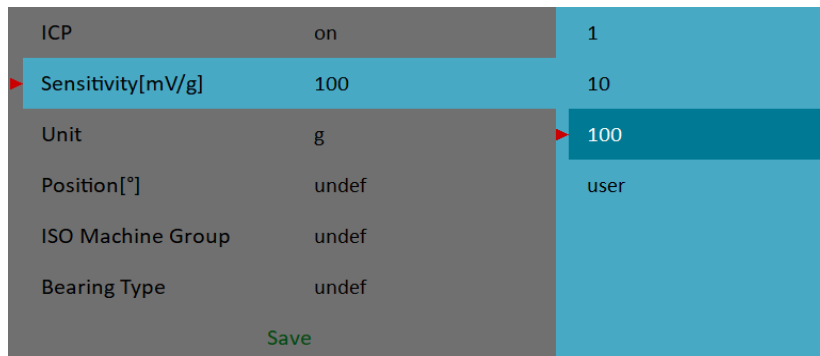 ICP on 1
Sensitivity[mV/g] 100 10
Unit g 100
Position[°] undef user
ISO Machine Group undef
Bearing Type undef
Save